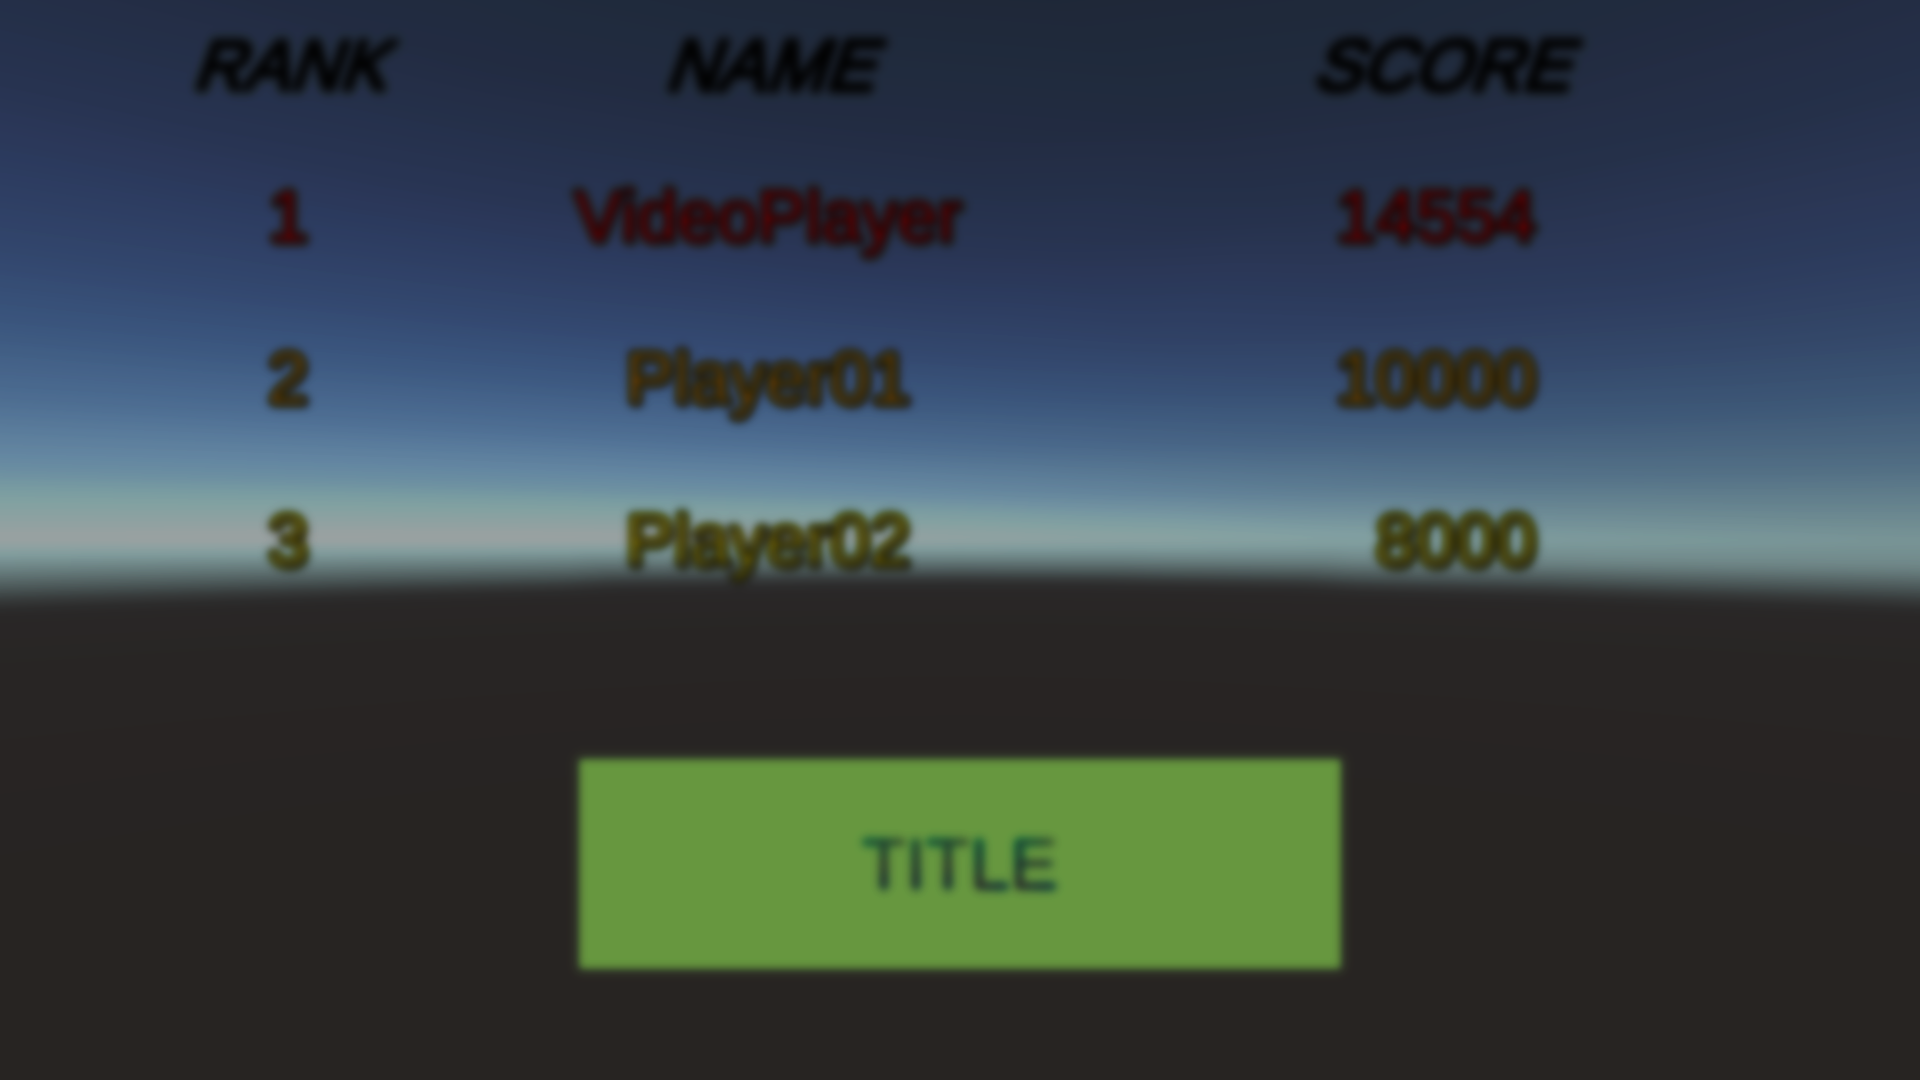 RANK NAME SCORE
1 VideoPlayer 14554
2 Player01 10000
3 Player02 8000
TITLE